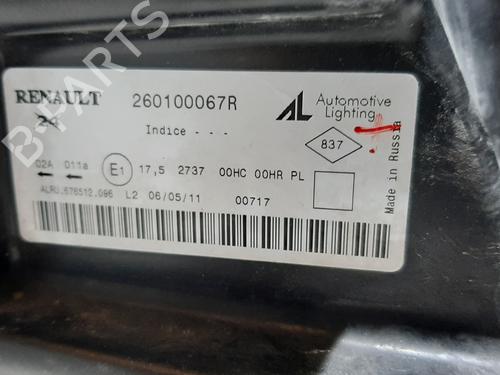 RENAULT 260100067R AL Automotive Lighting
Indice - - -
837
02A 011a E1 17,5 2737 00HC 00HR PL
ALRU.676512.096 L2 06/05/11 00717
Made in Russia
B-PARTS